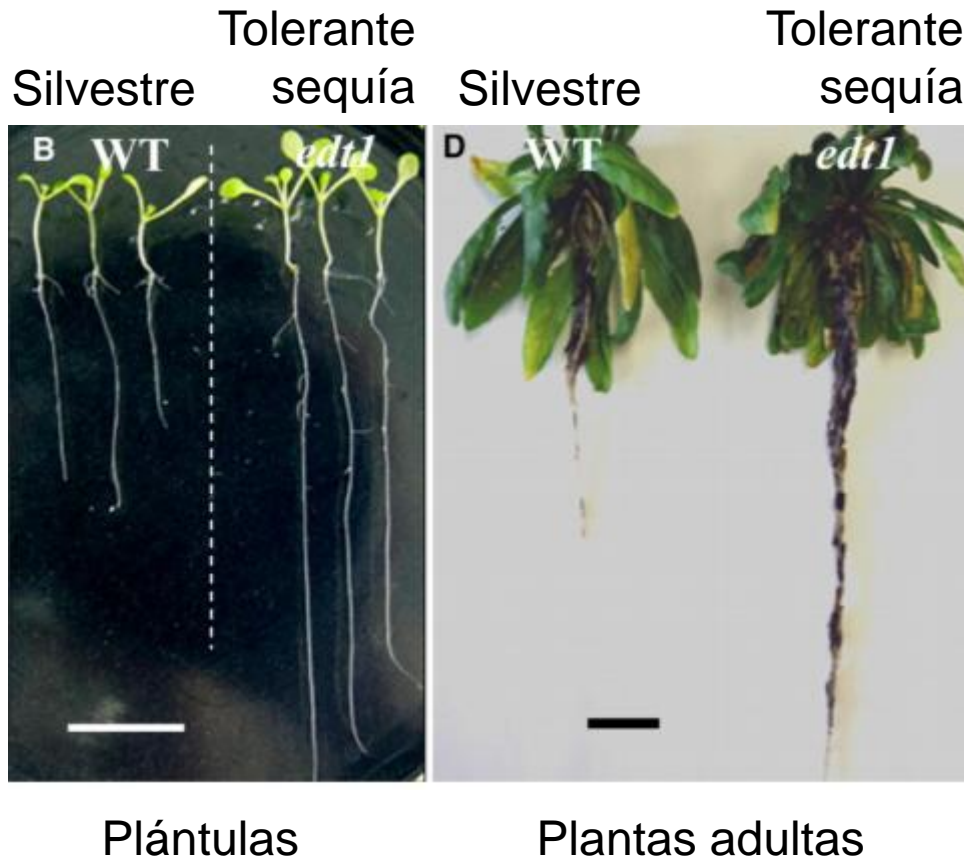 Silvestre
Tolerante
sequía
Silvestre
Tolerante
sequía
B
WT
edt1
D
WT
edt1
Plántulas
Plantas adultas